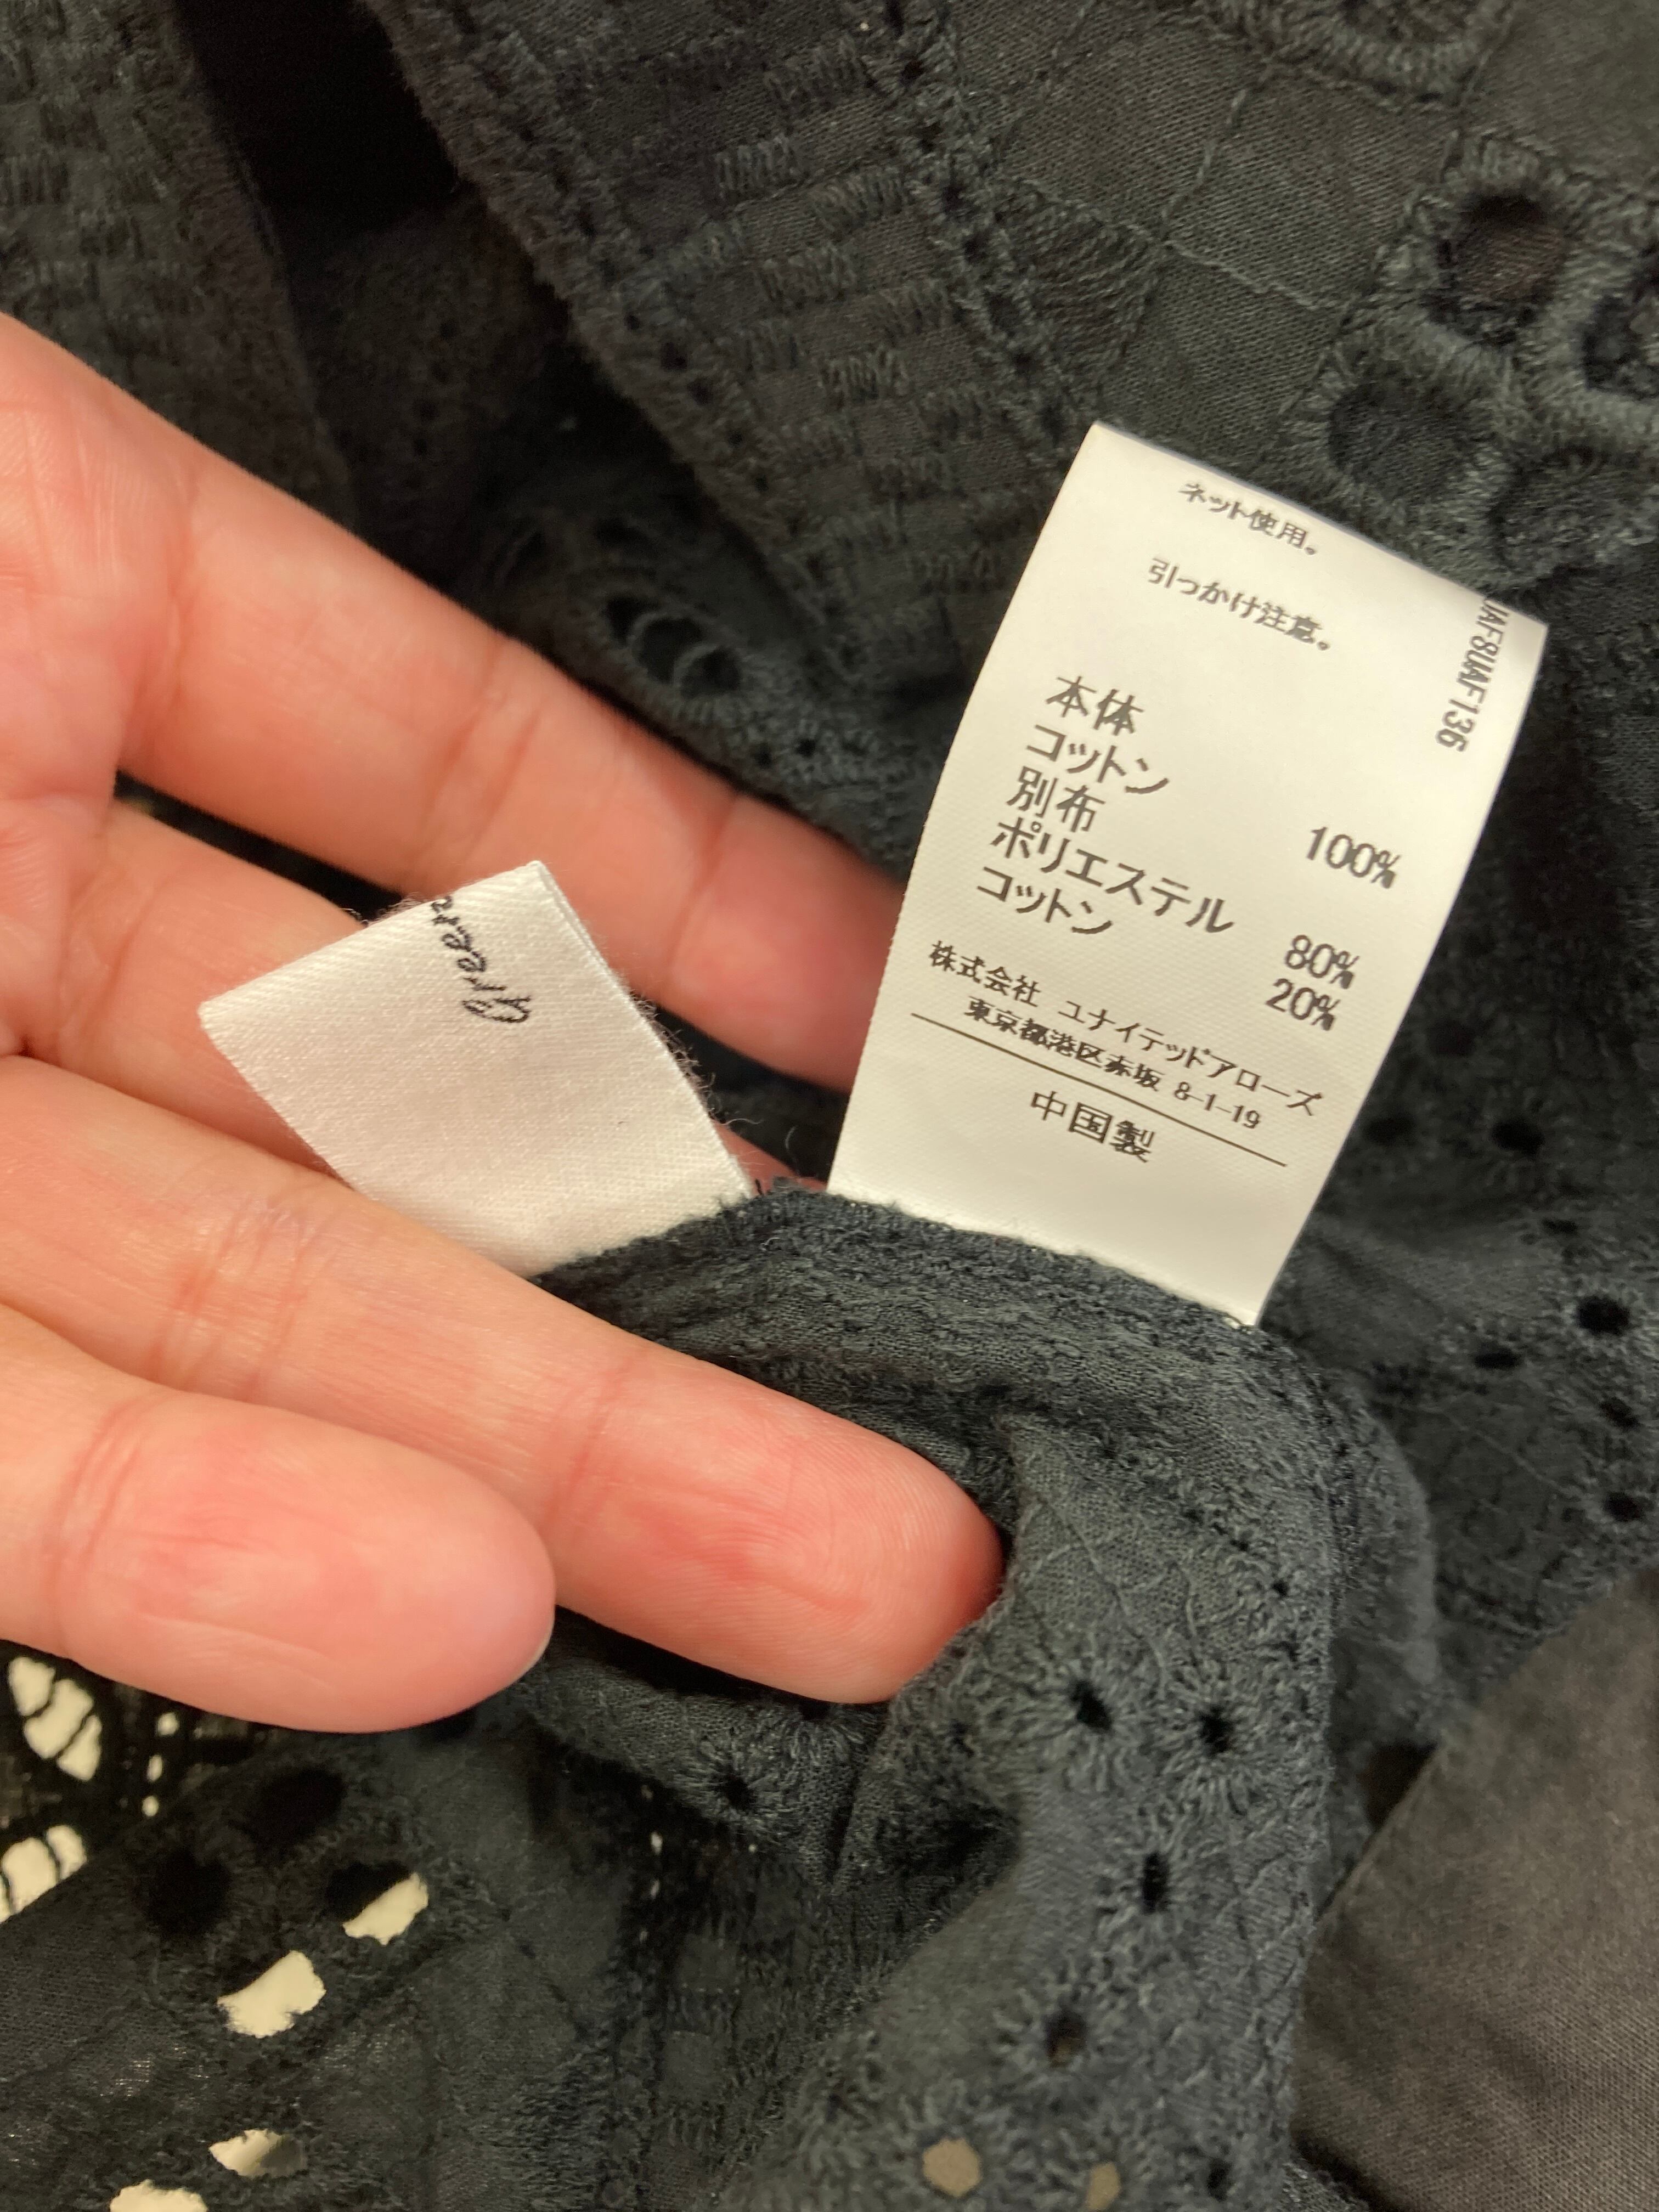 ネット使用。
引っかけ注意。
本体
コットン 100%
別布
ポリエステル 80%
コットン 20%
株式会社 ユナイテッドアローズ
東京都港区赤坂 8-1-19
中国製
Green